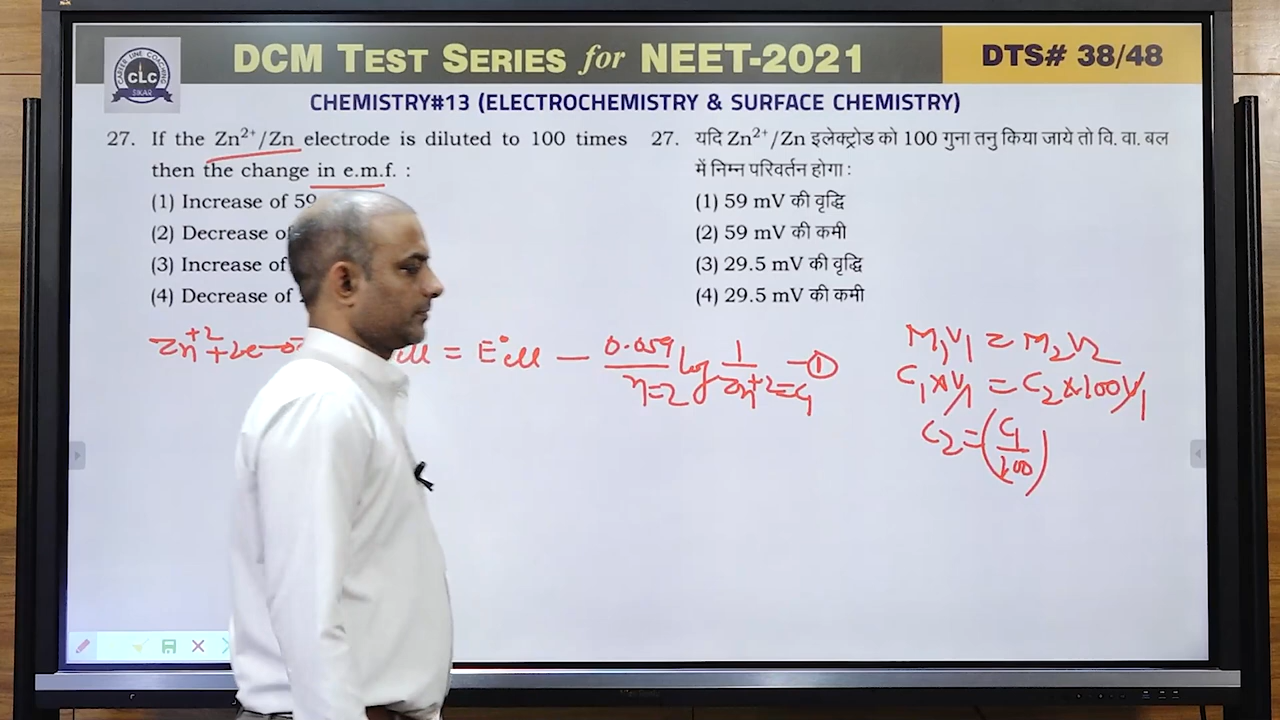 DCM TEST SERIES for NEET-2021
DTS# 38/48
CAREER LINE COACHING
CLC
SIKAR
CHEMISTRY#13 (ELECTROCHEMISTRY & SURFACE CHEMISTRY)
27. If the Zn²⁺/Zn electrode is diluted to 100 times
then the change in e.m.f. :
(1) Increase of 59
(2) Decrease o
(3) Increase of
(4) Decrease of
27. यदि Zn²⁺/Zn इलेक्ट्रोड को 100 गुना तनु किया जाये तो वि. वा. बल
में निम्न परिवर्तन होगा :
(1) 59 mV की वृद्धि
(2) 59 mV की कमी
(3) 29.5 mV की वृद्धि
(4) 29.5 mV की कमी
Zn⁺² + 2e⁻ → cell = E°cell — 0.059/n=2 log 1/Zn⁺²=C₁ —①
M₁V₁ = M₂V₂
C₁×V₁ = C₂×100V₁
C₂=(C₁/100)